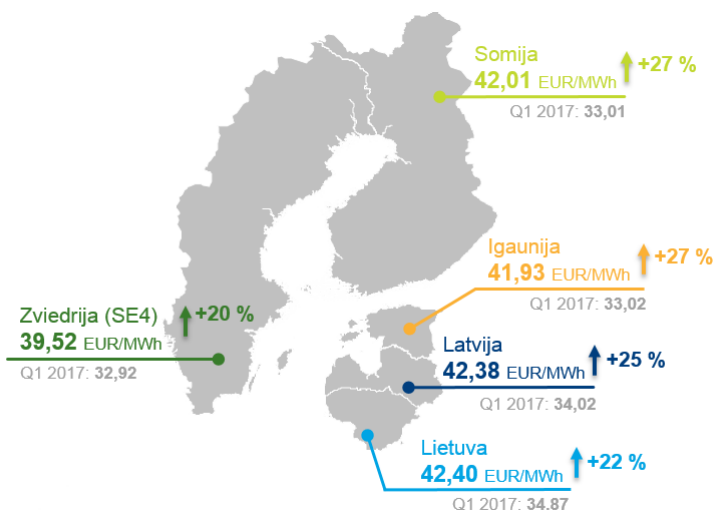 Somija
42,01 EUR/MWh
+27 %
Q1 2017: 33,01
Igaunija
41,93 EUR/MWh
+27 %
Q1 2017: 33,02
Zviedrija (SE4)
39,52 EUR/MWh
+20 %
Q1 2017: 32,92
Latvija
42,38 EUR/MWh
+25 %
Q1 2017: 34,02
Lietuva
42,40 EUR/MWh
+22 %
Q1 2017: 34,87